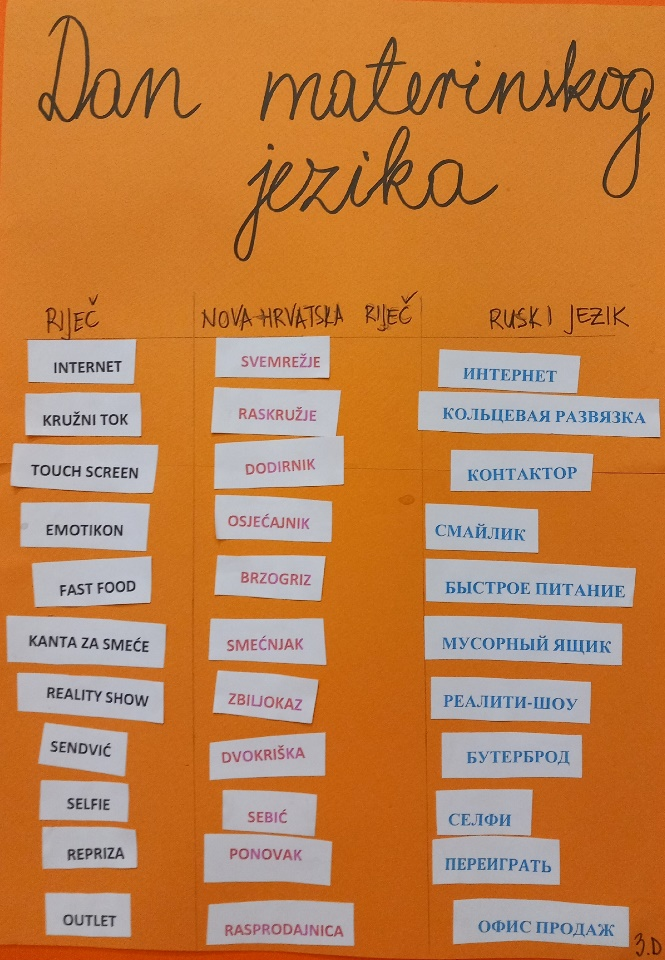 Dan materinskog
jezika
RIJEČ NOVA HRVATSKA RIJEČ RUSKI JEZIK
INTERNET SVEMREŽJE ИНТЕРНЕТ
KRUŽNI TOK RASKRUŽJE КОЛЬЦЕВАЯ РАЗВЯЗКА
TOUCH SCREEN DODIRNIK КОНТАКТОР
EMOTIKON OSJEĆAJNIK СМАЙЛИК
FAST FOOD BRZOGRIZ БЫСТРОЕ ПИТАНИЕ
KANTA ZA SMEĆE SMEĆNJAK МУСОРНЫЙ ЯЩИК
REALITY SHOW ZBILJOKAZ РЕАЛИТИ-ШОУ
SENDVIĆ DVOKRIŠKA БУТЕРБРОД
SELFIE SEBIĆ СЕЛФИ
REPRIZA PONOVAK ПЕРЕИГРАТЬ
OUTLET RASPRODAJNICA ОФИС ПРОДАЖ
3.D